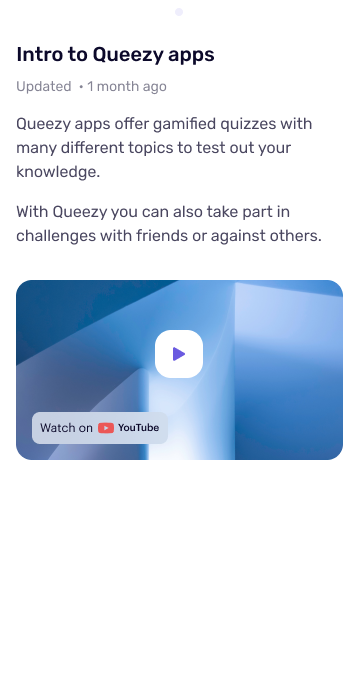 Intro to Queezy apps
Updated • 1 month ago
Queezy apps offer gamified quizzes with
many different topics to test out your
knowledge.
With Queezy you can also take part in
challenges with friends or against others.
Watch on YouTube